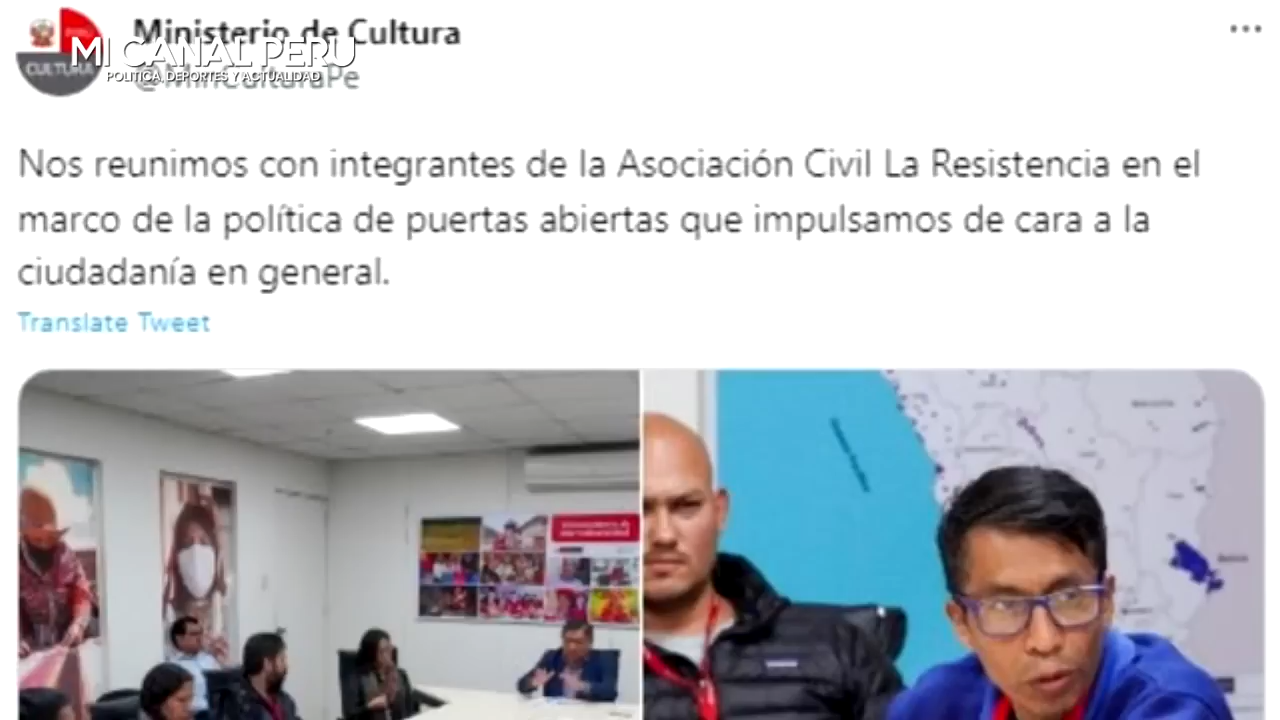 Ministerio de Cultura
MI CANAL PERU
POLÍTICA, DEPORTES Y ACTUALIDAD
@MinCulturaPe
CULTURA
Nos reunimos con integrantes de la Asociación Civil La Resistencia en el
marco de la política de puertas abiertas que impulsamos de cara a la
ciudadanía en general.
Translate Tweet